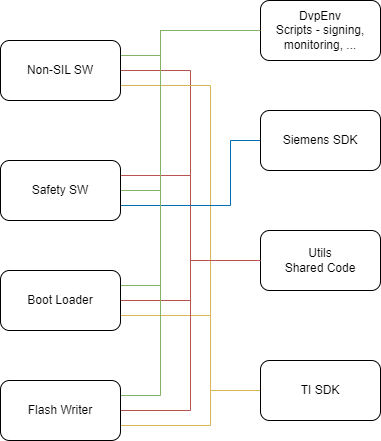 DvpEnv
Scripts - signing,
monitoring, ...
Non-SIL SW
Siemens SDK
Safety SW
Utils
Shared Code
Boot Loader
TI SDK
Flash Writer